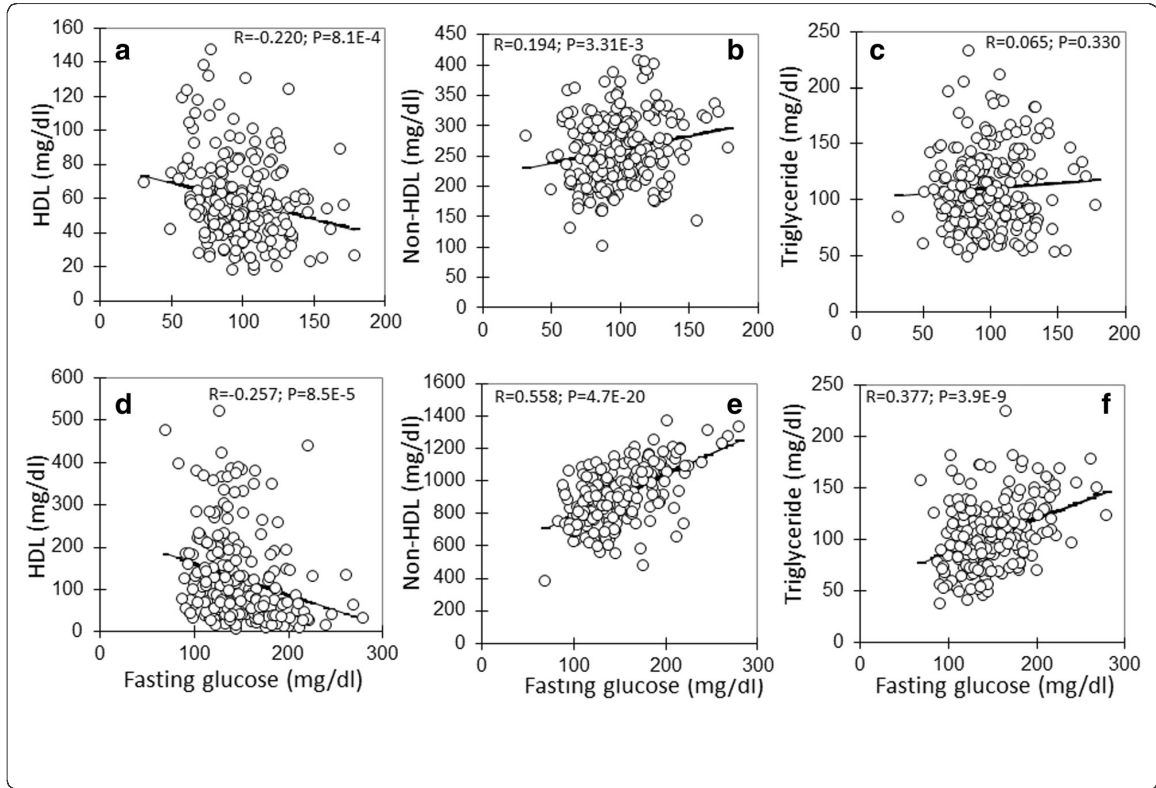 a
R=-0.220; P=8.1E-4
HDL (mg/dl)
160
140
120
100
80
60
40
20
0
0 50 100 150 200
R=0.194; P=3.31E-3
b
Non-HDL (mg/dl)
450
400
350
300
250
200
150
100
50
0
0 50 100 150 200
R=0.065; P=0.330
c
Triglyceride (mg/dl)
250
200
150
100
50
0
0 50 100 150 200
d
R=-0.257; P=8.5E-5
HDL (mg/dl)
600
500
400
300
200
100
0
0 100 200 300
Fasting glucose (mg/dl)
R=0.558; P=4.7E-20
e
Non-HDL (mg/dl)
1600
1400
1200
1000
800
600
400
200
0
0 100 200 300
Fasting glucose (mg/dl)
R=0.377; P=3.9E-9
f
Triglyceride (mg/dl)
250
200
150
100
50
0
0 100 200 300
Fasting glucose (mg/dl)